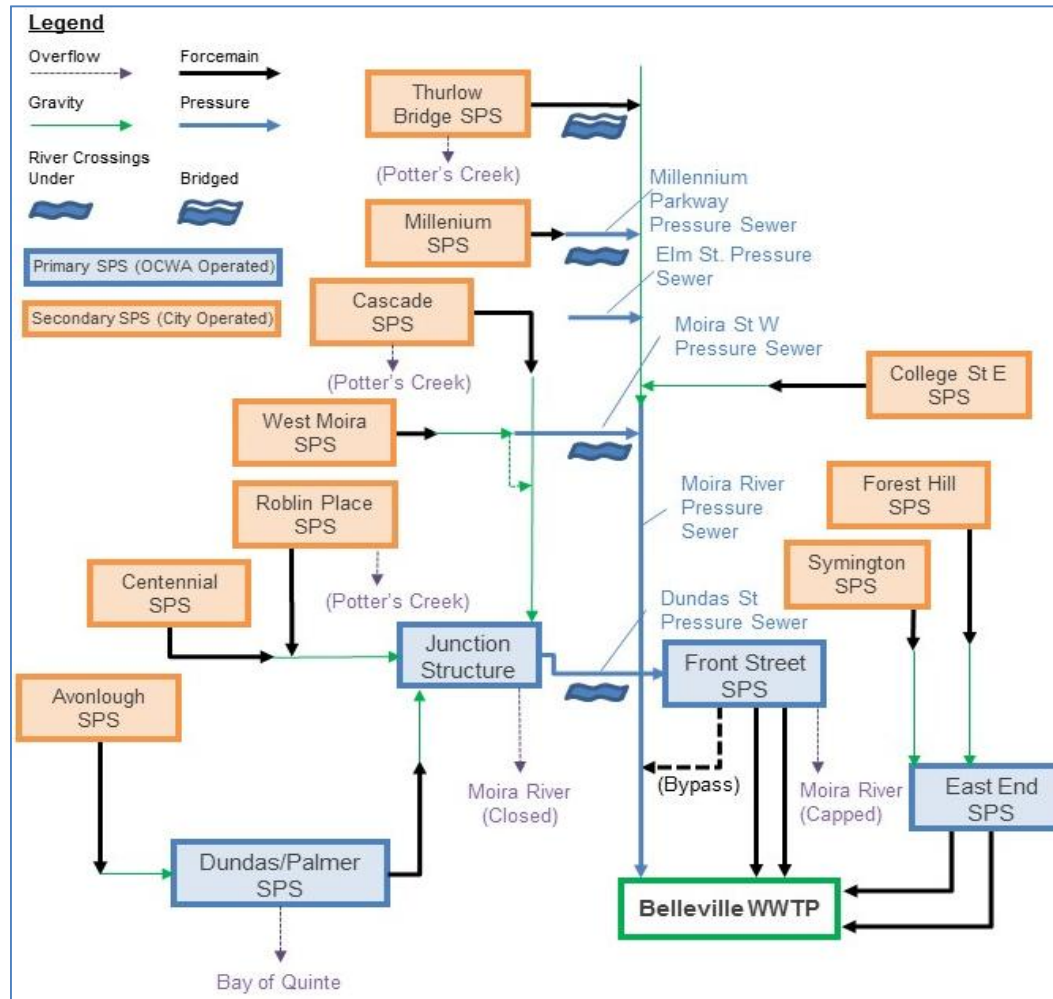 Legend
Overflow
Forcemain
Gravity
Pressure
River Crossings
Under
Bridged
Primary SPS (OCWA Operated)
Secondary SPS (City Operated)
Thurlow
Bridge SPS
(Potter's Creek)
Millenium
SPS
Millennium
Parkway
Pressure Sewer
Elm St. Pressure
Sewer
Cascade
SPS
(Potter's Creek)
Moira St W
Pressure Sewer
College St E
SPS
West Moira
SPS
Roblin Place
SPS
(Potter's Creek)
Moira River
Pressure
Sewer
Forest Hill
SPS
Symington
SPS
Centennial
SPS
Junction
Structure
Dundas St
Pressure Sewer
Front Street
SPS
Avonlough
SPS
Moira River
(Closed)
(Bypass)
Moira River
(Capped)
East End
SPS
Dundas/Palmer
SPS
Belleville WWTP
Bay of Quinte